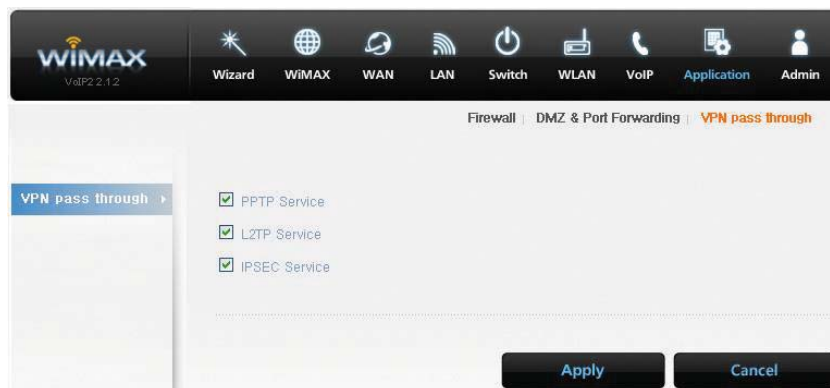 WiMAX
VoIP2 2.1.2
Wizard WiMAX WAN LAN Switch WLAN VoIP Application Admin
Firewall | DMZ & Port Forwarding | VPN pass through
VPN pass through
PPTP Service
L2TP Service
IPSEC Service
Apply Cancel